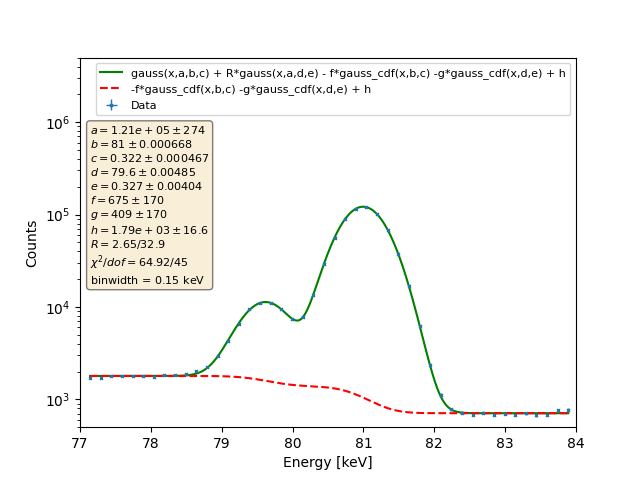 gauss(x,a,b,c) + R*gauss(x,a,d,e) - f*gauss_cdf(x,b,c) -g*gauss_cdf(x,d,e) + h
-f*gauss_cdf(x,b,c) -g*gauss_cdf(x,d,e) + h
Data
a = 1.21e + 05 ± 274
b = 81 ± 0.000668
c = 0.322 ± 0.000467
d = 79.6 ± 0.00485
e = 0.327 ± 0.00404
f = 675 ± 170
g = 409 ± 170
h = 1.79e + 03 ± 16.6
R = 2.65/32.9
χ²/dof = 64.92/45
binwidth = 0.15 keV
10⁶
10⁵
10⁴
10³
Counts
77 78 79 80 81 82 83 84
Energy [keV]